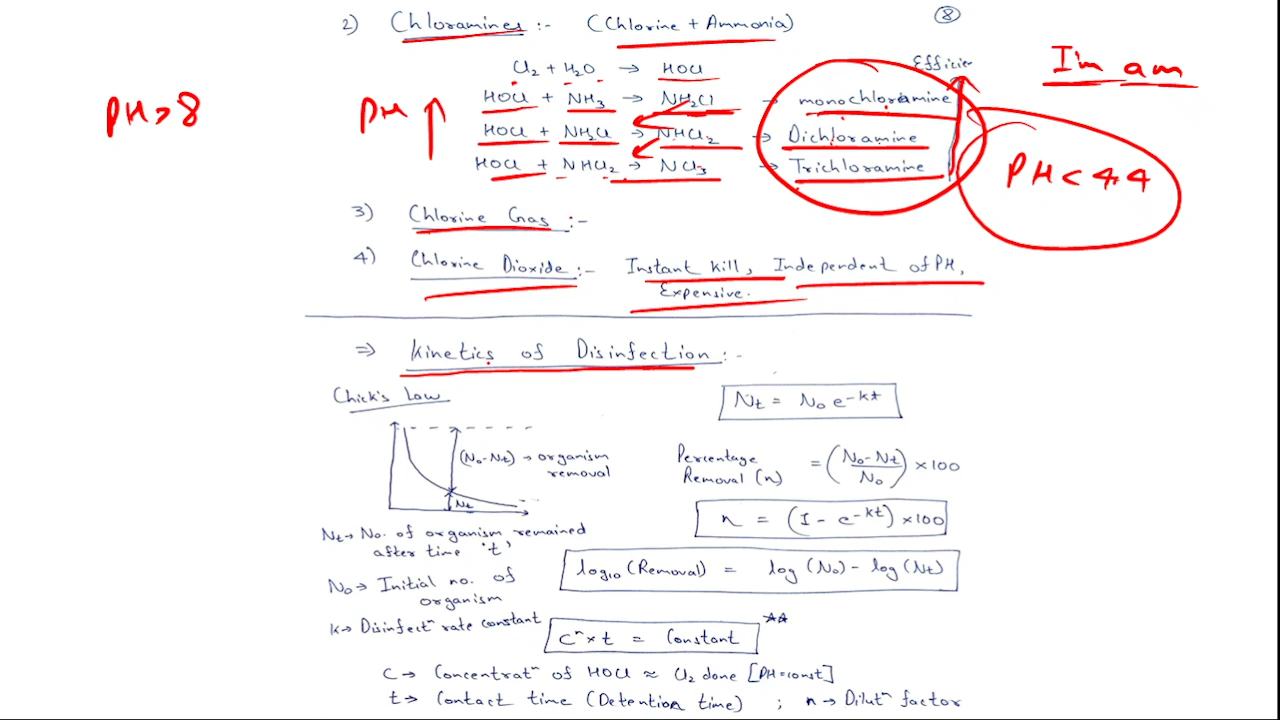 2) Chloramines :- (Chlorine + Ammonia)
8
Cl2 + H2O → HOCl
HOCl + NH3 → NH2Cl → monochloramine
HOCl + NH2Cl → NHCl2 → Dichloramine
HOCl + NHCl2 → NCl3 → Trichloramine
PH > 8
PH ↑
I'm am
PH < 4.4
3) Chlorine Gas :-
4) Chlorine Dioxide :- Instant kill, Independent of PH,
Expensive.
⇒ Kinetics of Disinfection :-
Chick's Law
Nt = No e^-kt
(No-Nt) → organism
removal
Nt
Percentage
Removal (n) = (No - Nt / No) × 100
n = (1 - e^-kt) × 100
Nt → No. of organism remained
after time 't'
log10 (Removal) = log (No) - log (Nt)
No → Initial no. of
organism
k → Disinfectn rate constant
C^n × t = Constant **
C → Concentratn of HOCl ≈ Cl2 done [PH = const]
t → Contact time (Detention time) ; n → Dilutn factor